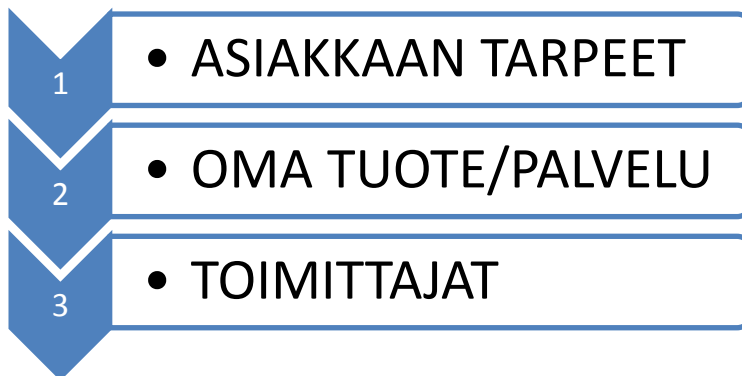 1
• ASIAKKAAN TARPEET
2
• OMA TUOTE/PALVELU
3
• TOIMITTAJAT